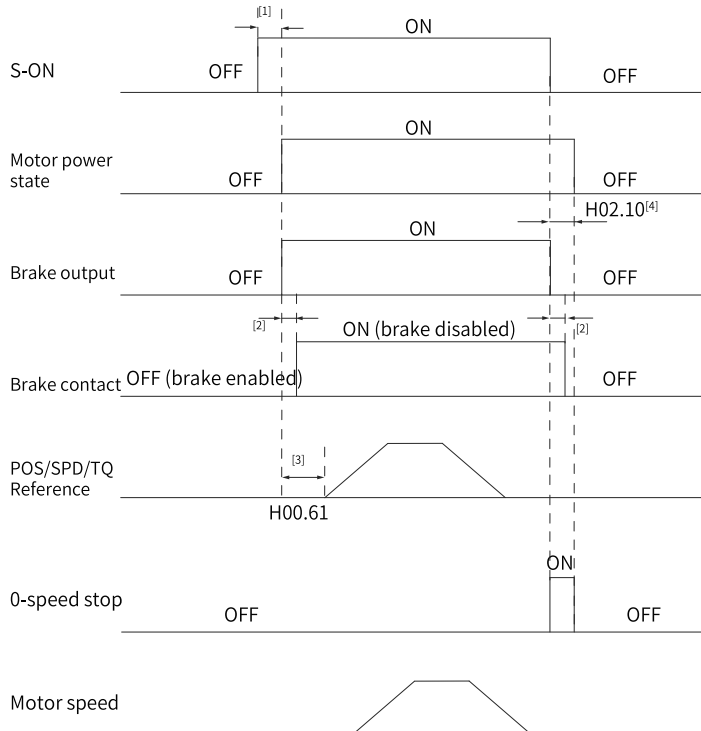 [1]
ON
S-ON
OFF
OFF
ON
Motor power
state
OFF
OFF
H02.10[4]
ON
Brake output
OFF
OFF
[2]
ON (brake disabled)
[2]
Brake contact
OFF (brake enabled)
OFF
POS/SPD/TQ
Reference
[3]
H00.61
ON
0-speed stop
OFF
OFF
Motor speed